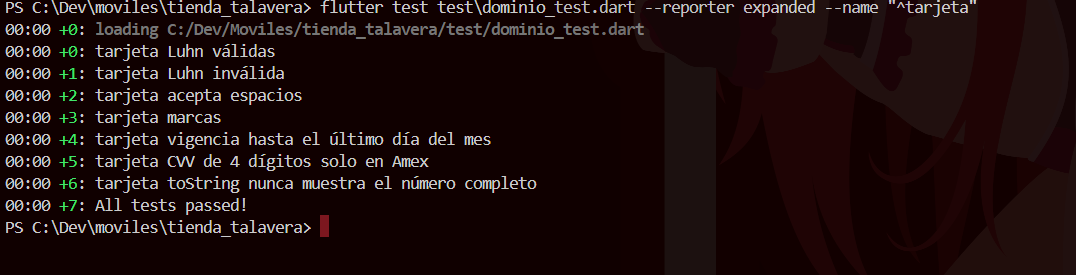 PS C:\Dev\moviles\tienda_talavera> flutter test test\dominio_test.dart --reporter expanded --name "^tarjeta"
00:00 +0: loading C:/Dev/Moviles/tienda_talavera/test/dominio_test.dart
00:00 +0: tarjeta Luhn válidas
00:00 +1: tarjeta Luhn inválida
00:00 +2: tarjeta acepta espacios
00:00 +3: tarjeta marcas
00:00 +4: tarjeta vigencia hasta el último día del mes
00:00 +5: tarjeta CVV de 4 dígitos solo en Amex
00:00 +6: tarjeta toString nunca muestra el número completo
00:00 +7: All tests passed!
PS C:\Dev\moviles\tienda_talavera>